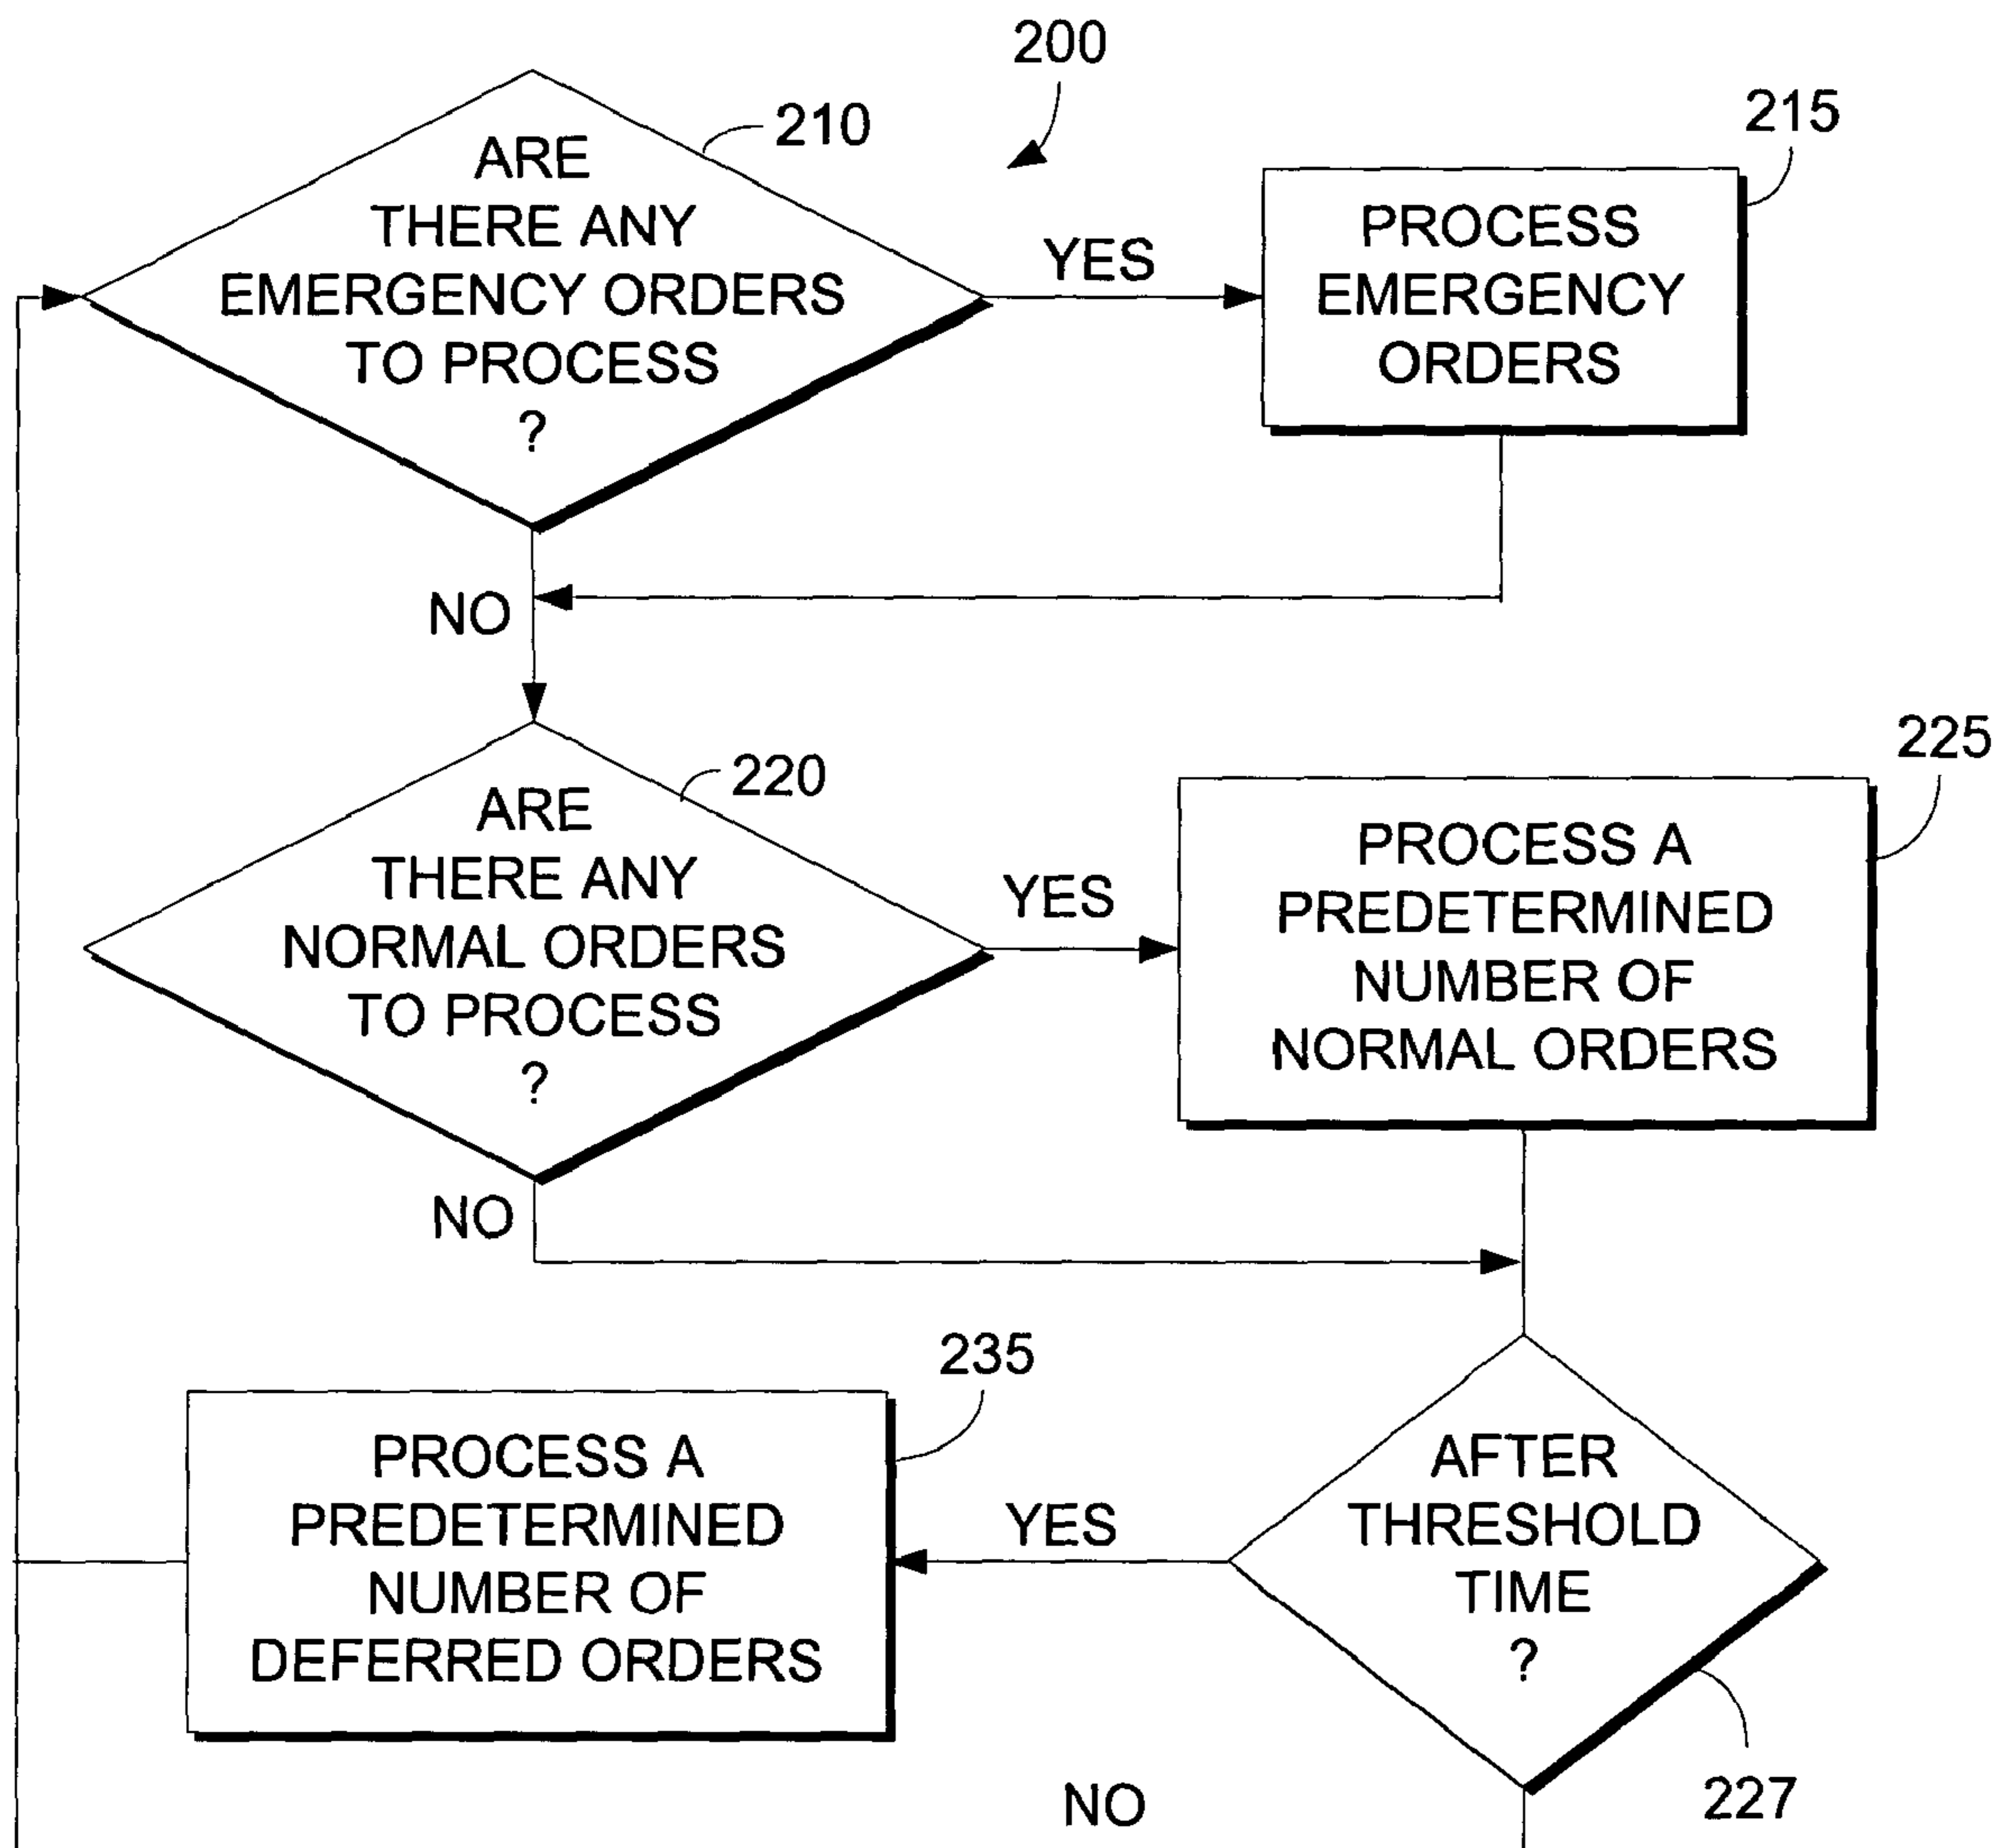 200
210
ARE
THERE ANY
EMERGENCY ORDERS
TO PROCESS
?
YES
215
PROCESS
EMERGENCY
ORDERS
NO
220
ARE
THERE ANY
NORMAL ORDERS
TO PROCESS
?
YES
225
PROCESS A
PREDETERMINED
NUMBER OF
NORMAL ORDERS
NO
235
PROCESS A
PREDETERMINED
NUMBER OF
DEFERRED ORDERS
YES
AFTER
THRESHOLD
TIME
?
227
NO